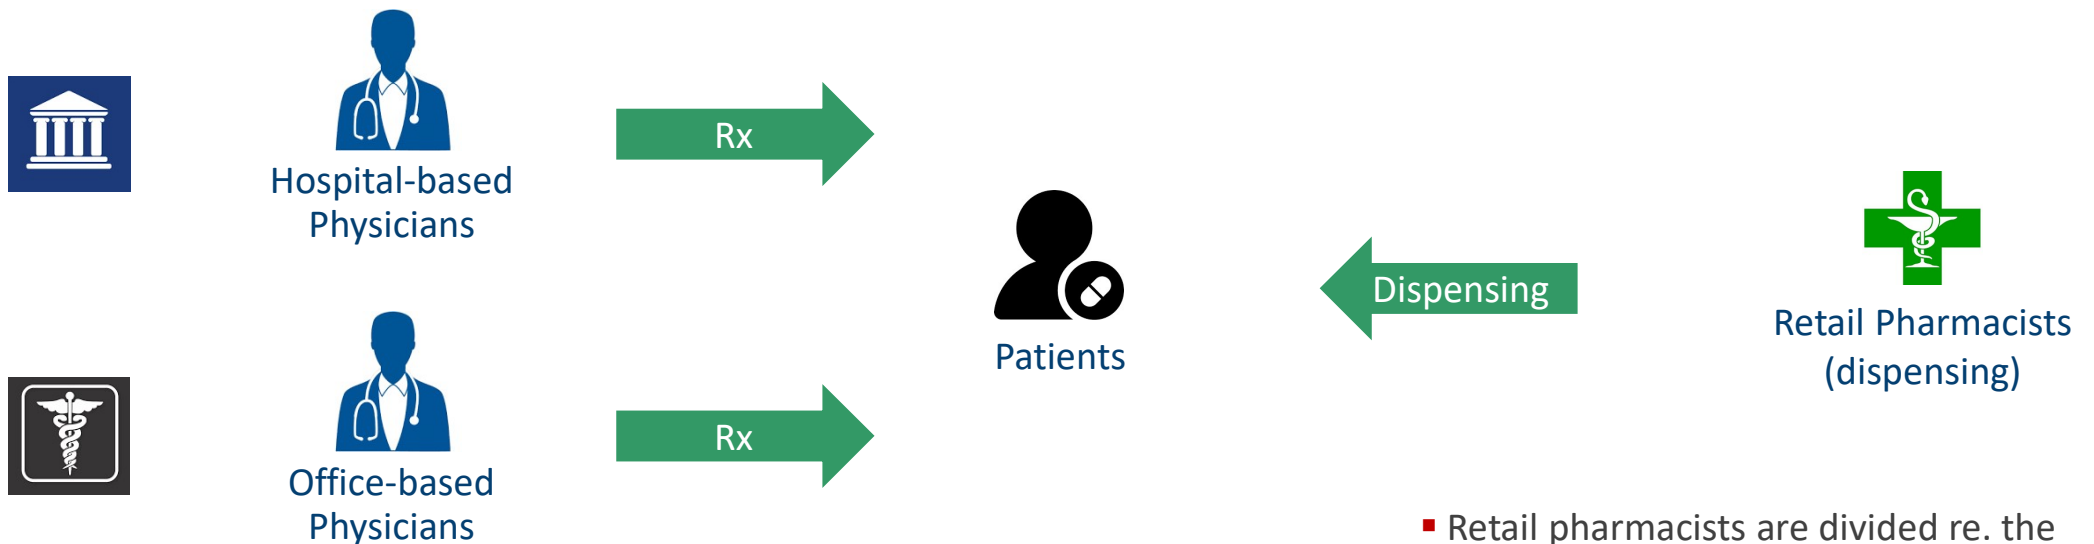 Hospital-based
Physicians
Rx
Patients
Dispensing
Retail Pharmacists
(dispensing)
Office-based
Physicians
Rx
▪ Retail pharmacists are divided re. the